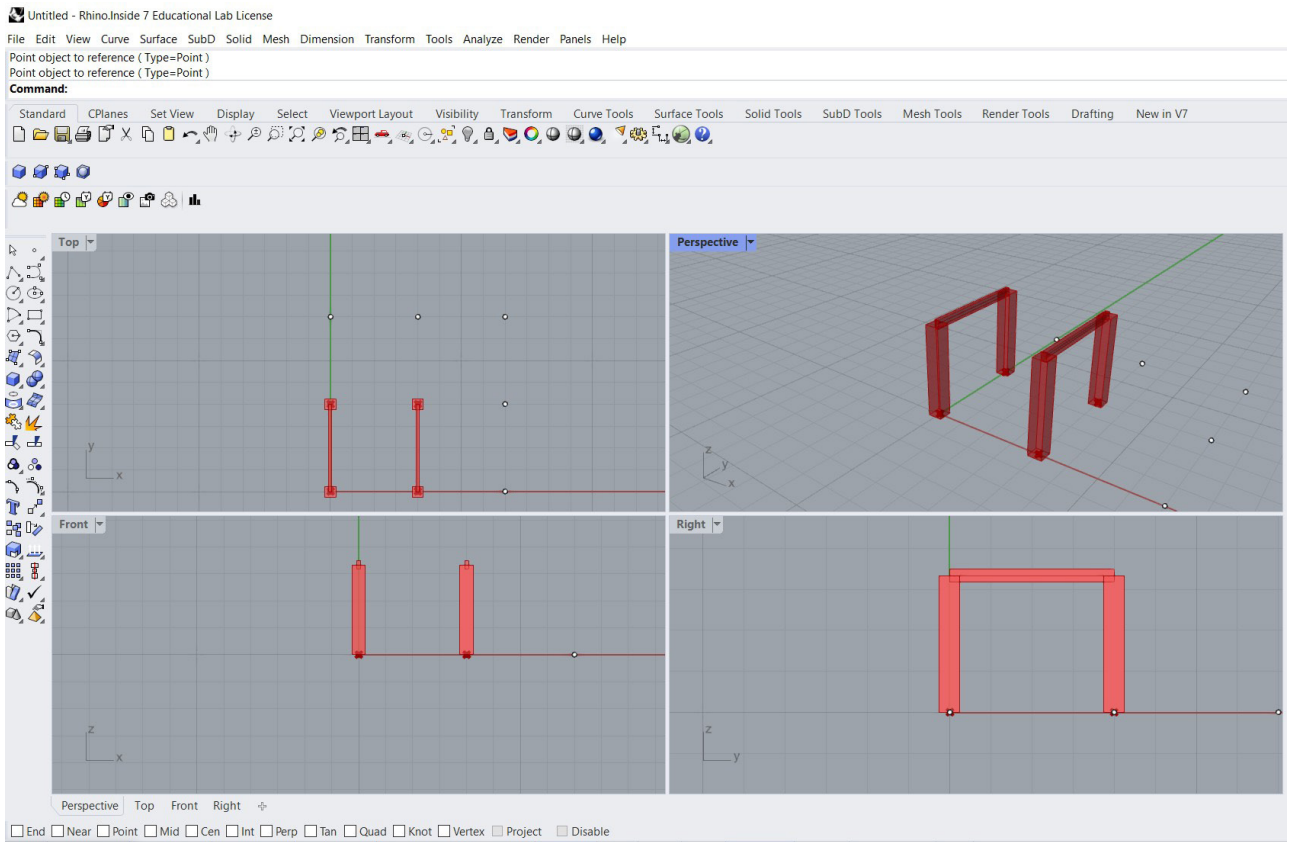 Untitled - Rhino.Inside 7 Educational Lab License
File Edit View Curve Surface SubD Solid Mesh Dimension Transform Tools Analyze Render Panels Help
Point object to reference ( Type=Point )
Point object to reference ( Type=Point )
Command:
Standard CPlanes Set View Display Select Viewport Layout Visibility Transform Curve Tools Surface Tools Solid Tools SubD Tools Mesh Tools Render Tools Drafting New in V7
Top
Perspective
y
x
z
y
x
Front
Right
z
x
z
y
Perspective Top Front Right
End Near Point Mid Cen Int Perp Tan Quad Knot Vertex Project Disable